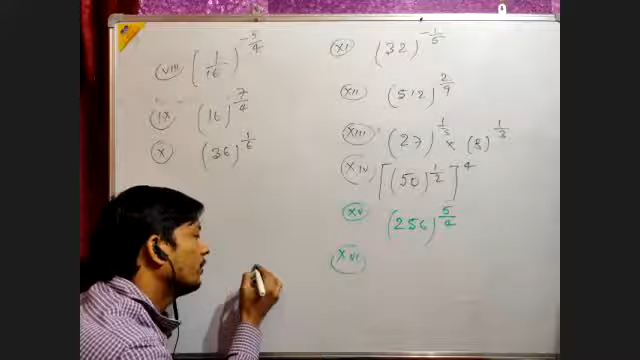 VIII (1/16)^-5/4
IX (16)^7/4
X (36)^1/6
XI (32)^-1/5
XII (512)^2/9
XIII (27)^1/3 × (8)^1/3
XIV [(50)^1/2]^4
XV (256)^5/4
XVI